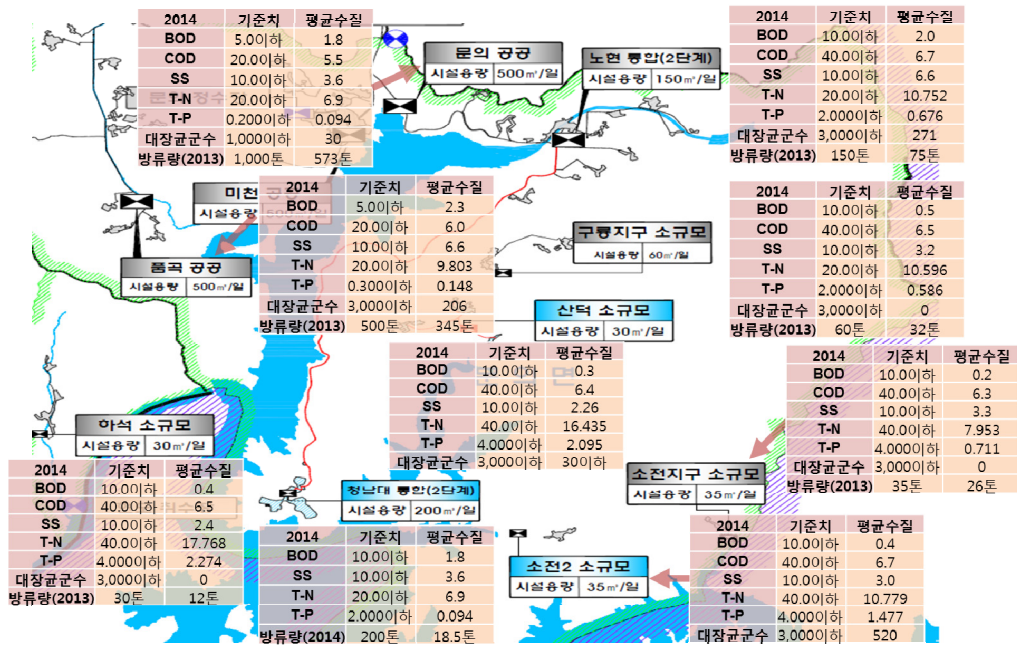 2014 기준치 평균수질
BOD 5.0이하 1.8
COD 20.0이하 5.5
SS 10.0이하 3.6
T-N 20.0이하 6.9
T-P 0.200이하 0.094
대장균군수 1,000이하 30
방류량(2013) 1,000톤 573톤
문의 공공
시설용량 500㎥/일
노현 통합(2단계)
시설용량 150㎥/일
2014 기준치 평균수질
BOD 10.0이하 2.0
COD 40.0이하 6.7
SS 10.0이하 6.6
T-N 20.0이하 10.752
T-P 2.000이하 0.676
대장균군수 3,000이하 271
방류량(2013) 150톤 75톤
미천 공공
시설용량 500㎥/일
품곡 공공
시설용량 500㎥/일
2014 기준치 평균수질
BOD 5.0이하 2.3
COD 20.0이하 6.0
SS 10.0이하 6.6
T-N 20.0이하 9.803
T-P 0.300이하 0.148
대장균군수 3,000이하 206
방류량(2013) 500톤 345톤
구룡지구 소규모
시설용량 60㎥/일
2014 기준치 평균수질
BOD 10.0이하 0.5
COD 40.0이하 6.5
SS 10.0이하 3.2
T-N 20.0이하 10.596
T-P 2.000이하 0.586
대장균군수 3,000이하 0
방류량(2013) 60톤 32톤
산덕 소규모
시설용량 30㎥/일
2014 기준치 평균수질
BOD 10.0이하 0.3
COD 40.0이하 6.4
SS 10.0이하 2.26
T-N 40.0이하 16.435
T-P 4.000이하 2.095
대장균군수 3,000이하 30이하
면
2014 기준치 평균수질
BOD 10.0이하 0.2
COD 40.0이하 6.3
SS 10.0이하 3.3
T-N 40.0이하 7.953
T-P 4.000이하 0.711
대장균군수 3,000이하 0
방류량(2013) 35톤 26톤
하석 소규모
시설용량 30㎥/일
2014 기준치 평균수질
BOD 10.0이하 0.4
COD 40.0이하 6.5
SS 10.0이하 2.4
T-N 40.0이하 17.768
T-P 4.000이하 2.274
대장균군수 3,000이하 0
방류량(2013) 30톤 12톤
청남대 통합(2단계)
시설용량 200㎥/일
2014 기준치 평균수질
BOD 10.0이하 1.8
SS 10.0이하 3.6
T-N 20.0이하 6.9
T-P 2.000이하 0.094
방류량(2014) 200톤 18.5톤
소전지구 소규모
시설용량 35㎥/일
소전2 소규모
시설용량 35㎥/일
2014 기준치 평균수질
BOD 10.0이하 0.4
COD 40.0이하 6.7
SS 10.0이하 3.0
T-N 40.0이하 10.779
T-P 4.000이하 1.477
대장균군수 3,000이하 520